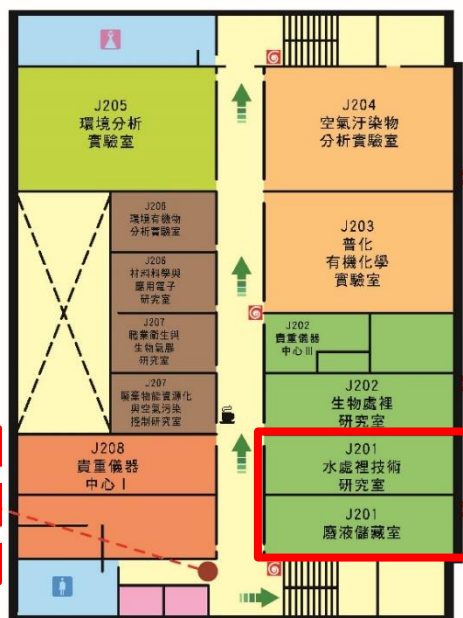 J205
環境分析
實驗室
J204
空氣汙染物
分析實驗室
J206
環境有機物
分析實驗室
J206
材料科學與
應用電子
研究室
J203
普化
有機化學
實驗室
J207
職業衛生與
生物氣膠
研究室
J202
貴重儀器
中心III
J207
廢棄物能資源化
與空氣污染
控制研究室
J202
生物處裡
研究室
J208
貴重儀器
中心 I
J201
水處裡技術
研究室
J201
廢液儲藏室